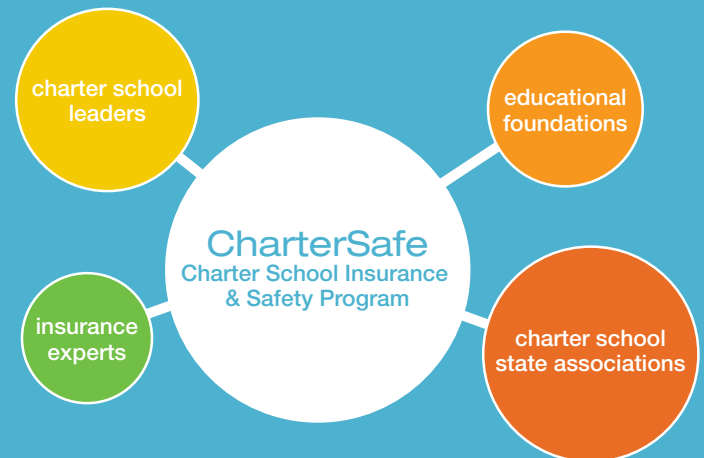 charter school
leaders
educational
foundations
CharterSafe
Charter School Insurance
& Safety Program
insurance
experts
charter school
state associations